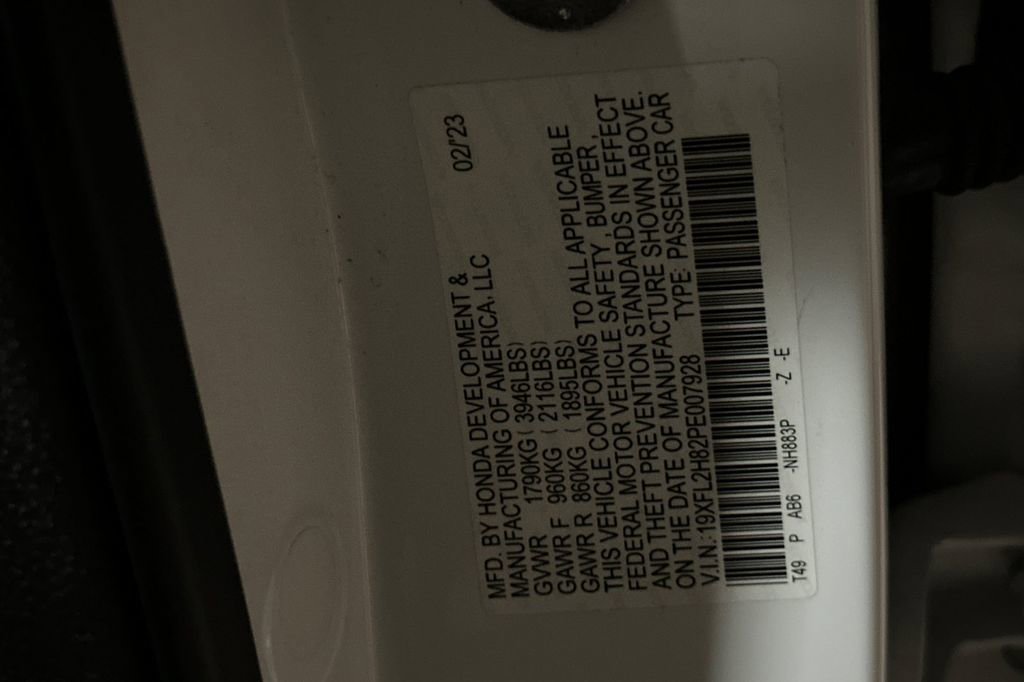 MFD. BY HONDA DEVELOPMENT & 02/'23
MANUFACTURING OF AMERICA, LLC
GVWR 1790KG ( 3946LBS)
GAWR F 960KG ( 2116LBS)
GAWR R 860KG ( 1895LBS)
THIS VEHICLE CONFORMS TO ALL APPLICABLE
FEDERAL MOTOR VEHICLE SAFETY, BUMPER,
AND THEFT PREVENTION STANDARDS IN EFFECT
ON THE DATE OF MANUFACTURE SHOWN ABOVE.
V.I.N.:19XFL2H82PE007928 TYPE: PASSENGER CAR
T49 P AB6 -NH883P -Z -E